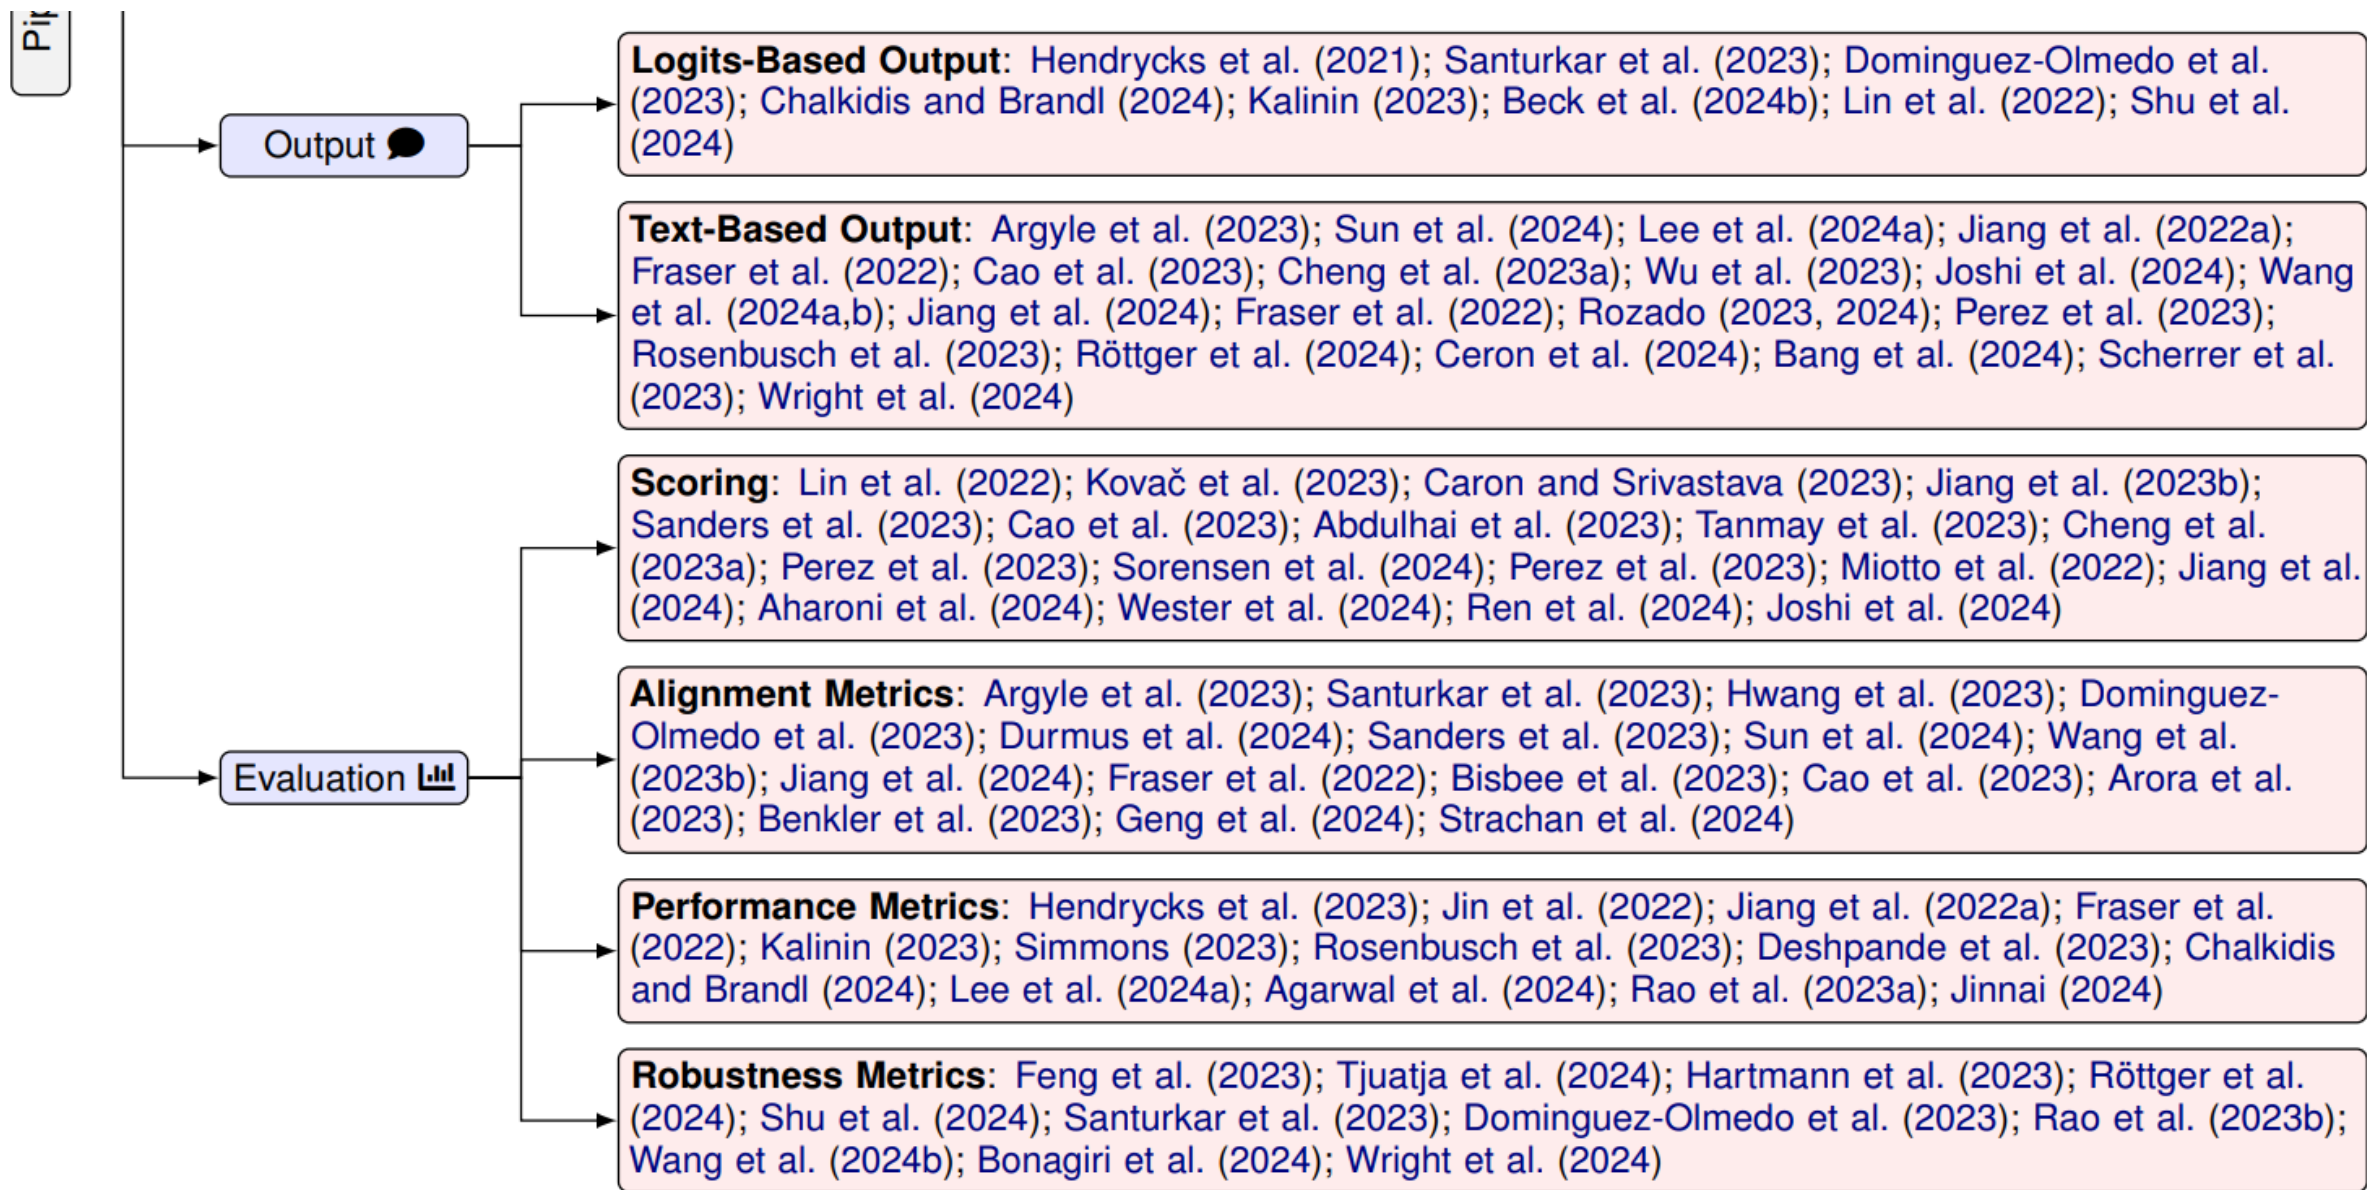 Pip
Output
Logits-Based Output: Hendrycks et al. (2021); Santurkar et al. (2023); Dominguez-Olmedo et al.
(2023); Chalkidis and Brandl (2024); Kalinin (2023); Beck et al. (2024b); Lin et al. (2022); Shu et al.
(2024)
Text-Based Output: Argyle et al. (2023); Sun et al. (2024); Lee et al. (2024a); Jiang et al. (2022a);
Fraser et al. (2022); Cao et al. (2023); Cheng et al. (2023a); Wu et al. (2023); Joshi et al. (2024); Wang
et al. (2024a,b); Jiang et al. (2024); Fraser et al. (2022); Rozado (2023, 2024); Perez et al. (2023);
Rosenbusch et al. (2023); Röttger et al. (2024); Ceron et al. (2024); Bang et al. (2024); Scherrer et al.
(2023); Wright et al. (2024)
Evaluation
Scoring: Lin et al. (2022); Kovač et al. (2023); Caron and Srivastava (2023); Jiang et al. (2023b);
Sanders et al. (2023); Cao et al. (2023); Abdulhai et al. (2023); Tanmay et al. (2023); Cheng et al.
(2023a); Perez et al. (2023); Sorensen et al. (2024); Perez et al. (2023); Miotto et al. (2022); Jiang et al.
(2024); Aharoni et al. (2024); Wester et al. (2024); Ren et al. (2024); Joshi et al. (2024)
Alignment Metrics: Argyle et al. (2023); Santurkar et al. (2023); Hwang et al. (2023); Dominguez-
Olmedo et al. (2023); Durmus et al. (2024); Sanders et al. (2023); Sun et al. (2024); Wang et al.
(2023b); Jiang et al. (2024); Fraser et al. (2022); Bisbee et al. (2023); Cao et al. (2023); Arora et al.
(2023); Benkler et al. (2023); Geng et al. (2024); Strachan et al. (2024)
Performance Metrics: Hendrycks et al. (2023); Jin et al. (2022); Jiang et al. (2022a); Fraser et al.
(2022); Kalinin (2023); Simmons (2023); Rosenbusch et al. (2023); Deshpande et al. (2023); Chalkidis
and Brandl (2024); Lee et al. (2024a); Agarwal et al. (2024); Rao et al. (2023a); Jinnai (2024)
Robustness Metrics: Feng et al. (2023); Tjuatja et al. (2024); Hartmann et al. (2023); Röttger et al.
(2024); Shu et al. (2024); Santurkar et al. (2023); Dominguez-Olmedo et al. (2023); Rao et al. (2023b);
Wang et al. (2024b); Bonagiri et al. (2024); Wright et al. (2024)